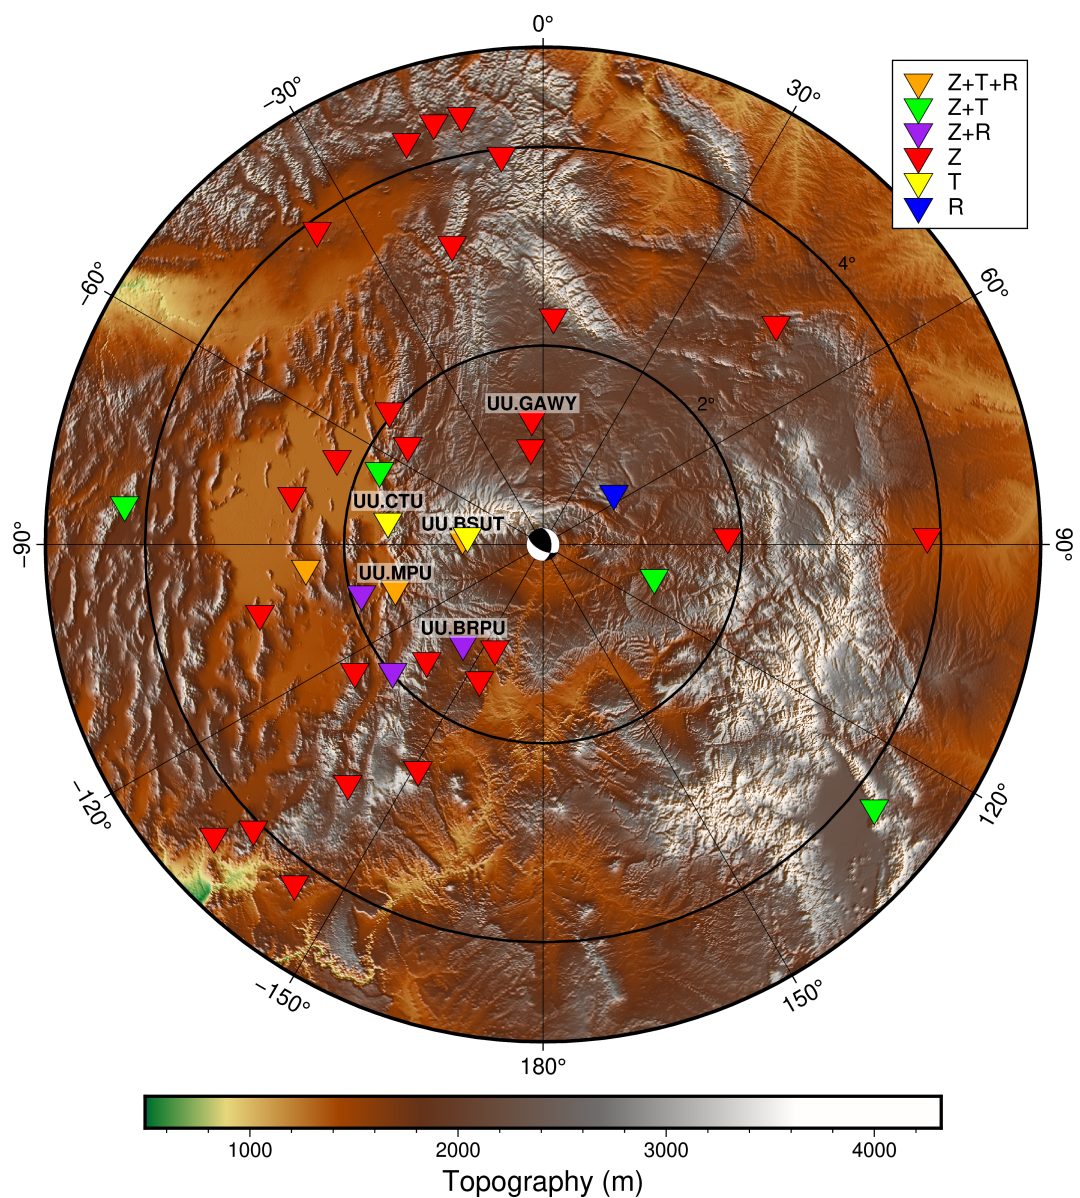 0°
−30°
30°
Z+T+R
Z+T
Z+R
Z
T
R
−60°
60°
4°
2°
UU.GAWY
UU.CTU
UU.BSUT
−90°
90°
UU.MPU
UU.BRPU
−120°
120°
−150°
150°
180°
1000
2000
3000
4000
Topography (m)